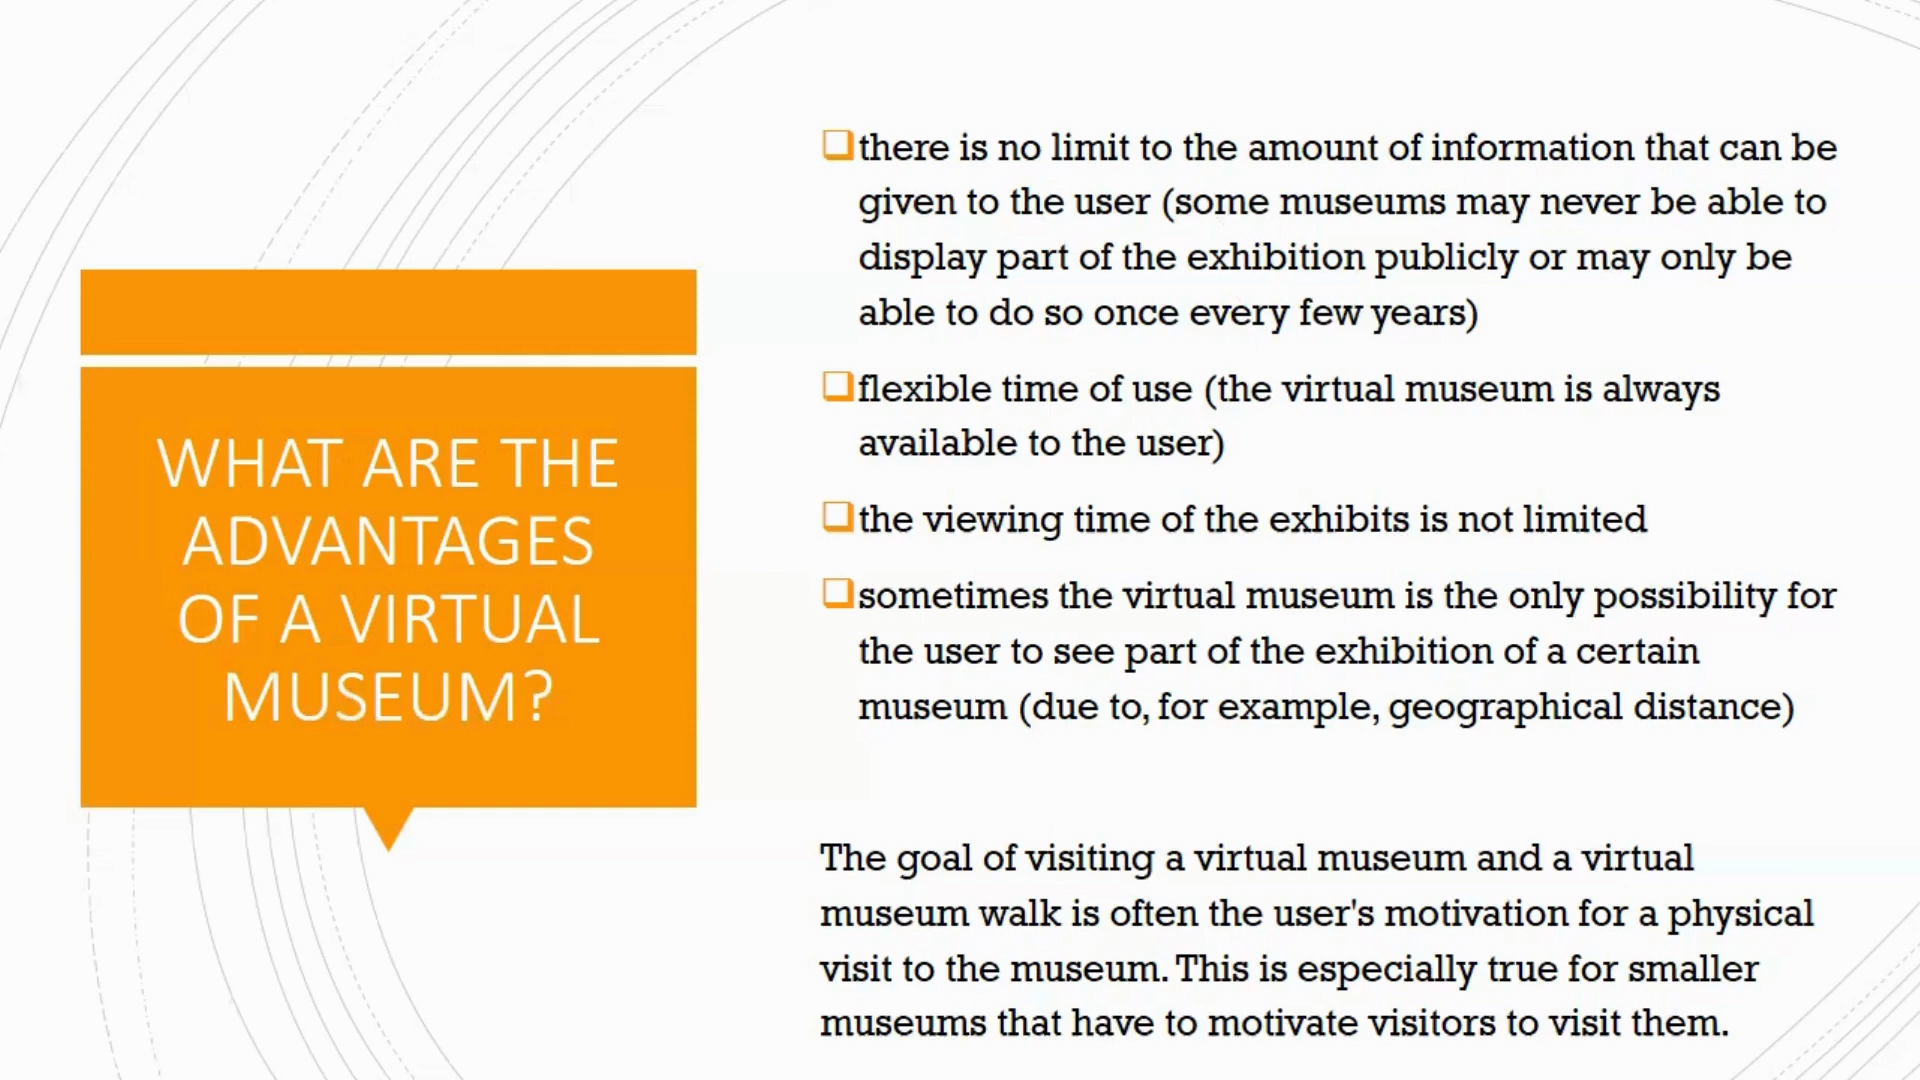 WHAT ARE THE
ADVANTAGES
OF A VIRTUAL
MUSEUM?
there is no limit to the amount of information that can be
given to the user (some museums may never be able to
display part of the exhibition publicly or may only be
able to do so once every few years)
flexible time of use (the virtual museum is always
available to the user)
the viewing time of the exhibits is not limited
sometimes the virtual museum is the only possibility for
the user to see part of the exhibition of a certain
museum (due to, for example, geographical distance)
The goal of visiting a virtual museum and a virtual
museum walk is often the user's motivation for a physical
visit to the museum. This is especially true for smaller
museums that have to motivate visitors to visit them.